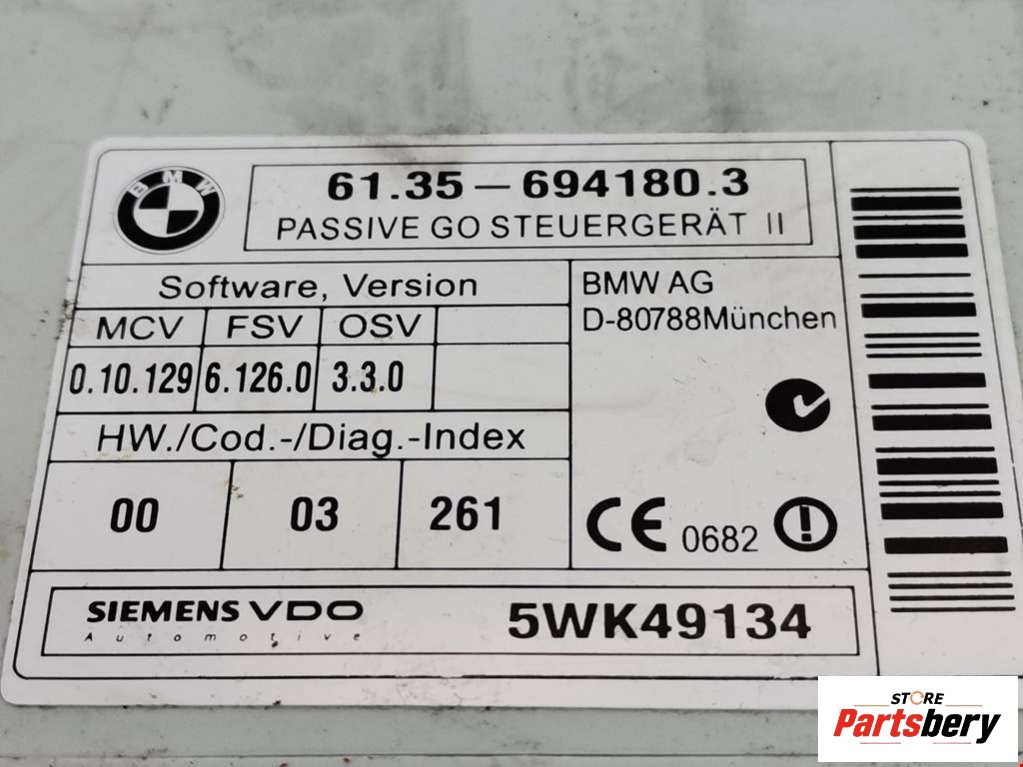 BMW
61.35 – 694180.3
PASSIVE GO STEUERGERÄT II
Software, Version
MCV FSV OSV
0.10.129 6.126.0 3.3.0
HW./Cod.-/Diag.-Index
00 03 261
BMW AG
D-80788München
CE 0682 !
SIEMENS VDO
Automotive
5WK49134
STORE
Partsbery